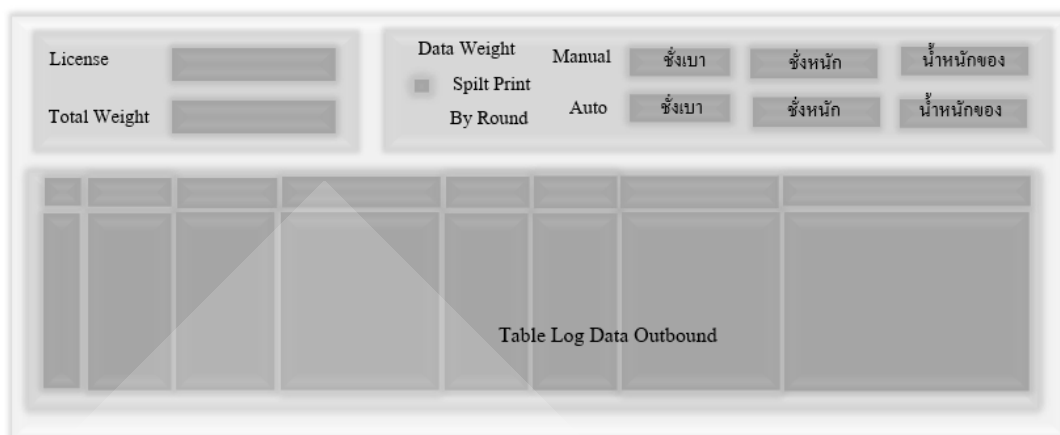 License
Total Weight
Data Weight
Spilt Print
By Round
Manual ชั่งเบา ชั่งหนัก น้ำหนักของ
Auto ชั่งเบา ชั่งหนัก น้ำหนักของ
Table Log Data Outbound